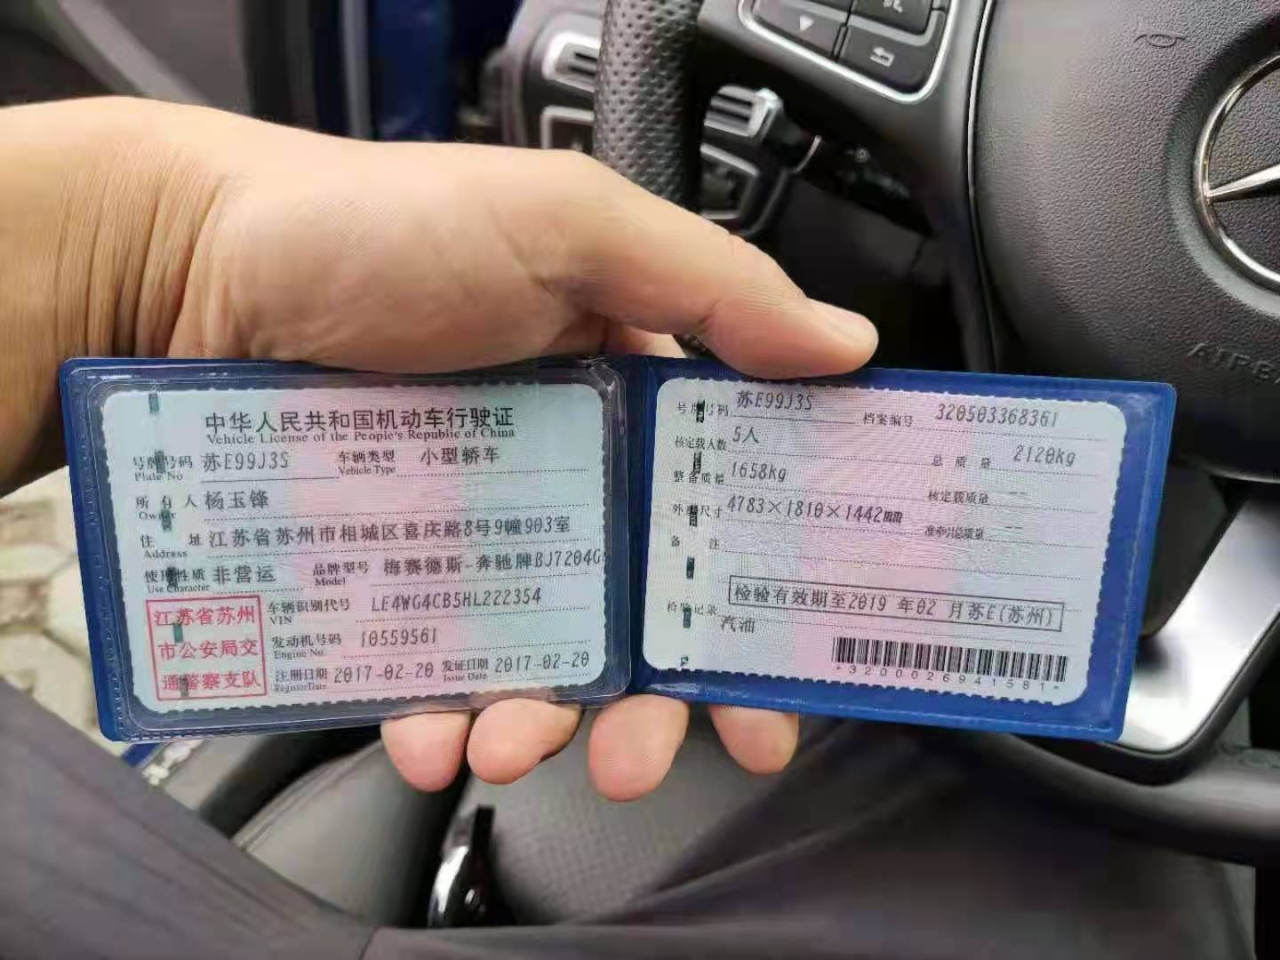 中华人民共和国机动车行驶证
Vehicle License of the People's Republic of China
号牌号码 苏E99J3S 车辆类型 小型轿车
Plate No Vehicle Type
所有人 杨玉锋
Owner
住址 江苏省苏州市相城区喜庆路8号9幢903室
Address
使用性质 非营运 品牌型号 梅赛德斯-奔驰牌BJ7204G
Use Character Model
江苏省苏州
市公安局交
通警察支队
车辆识别代号 LE4WG4CB5HL222354
VIN
发动机号码 10559561
Engine No.
注册日期 2017-02-20 发证日期 2017-02-20
Register Date Issue Date
号牌号码 苏E99J3S 档案编号 320503368361
核定载人数 5人 总质量 2120kg
整备质量 1658kg 核定载质量 --
外廓尺寸 4783×1810×1442mm 准牵引总质量 --
备注
检验有效期至2019年02月苏E(苏州)
检验记录
汽油
*3200026941581*
AIRB